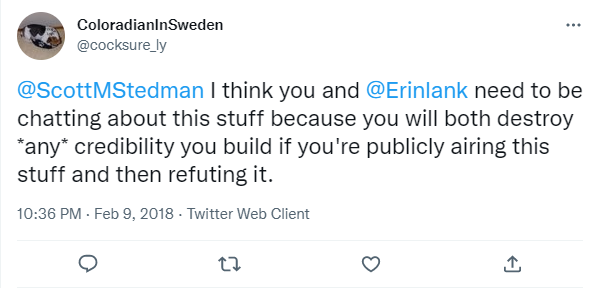 ColoradianInSweden
@cocksure_ly
@ScottMStedman I think you and @Erinlank need to be
chatting about this stuff because you will both destroy
*any* credibility you build if you're publicly airing this
stuff and then refuting it.
10:36 PM · Feb 9, 2018 · Twitter Web Client